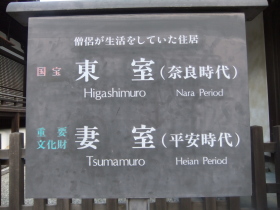 僧侶が生活をしていた住居
国宝 東室(奈良時代)
Higashimuro Nara Period
重要文化財 妻室(平安時代)
Tsumamuro Heian Period